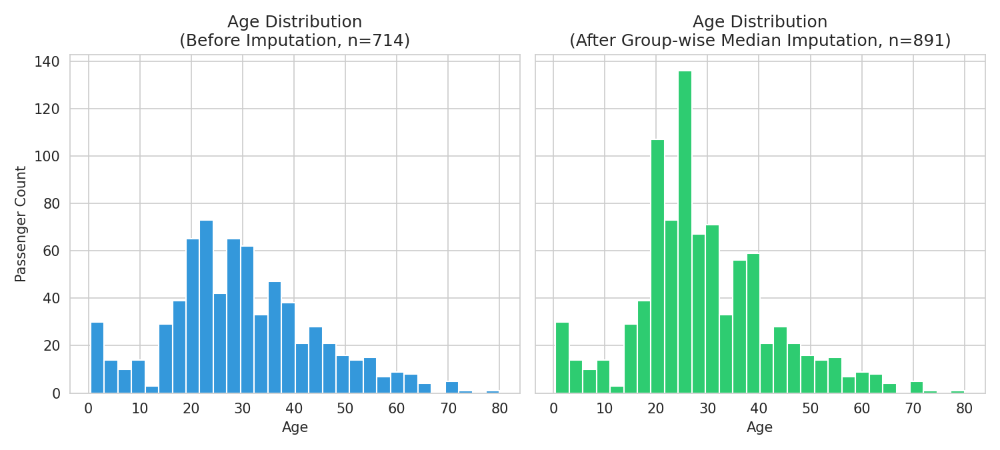 Age Distribution
(Before Imputation, n=714)
Age Distribution
(After Group-wise Median Imputation, n=891)
Passenger Count
140
120
100
80
60
40
20
0
0 10 20 30 40 50 60 70 80
Age
0 10 20 30 40 50 60 70 80
Age